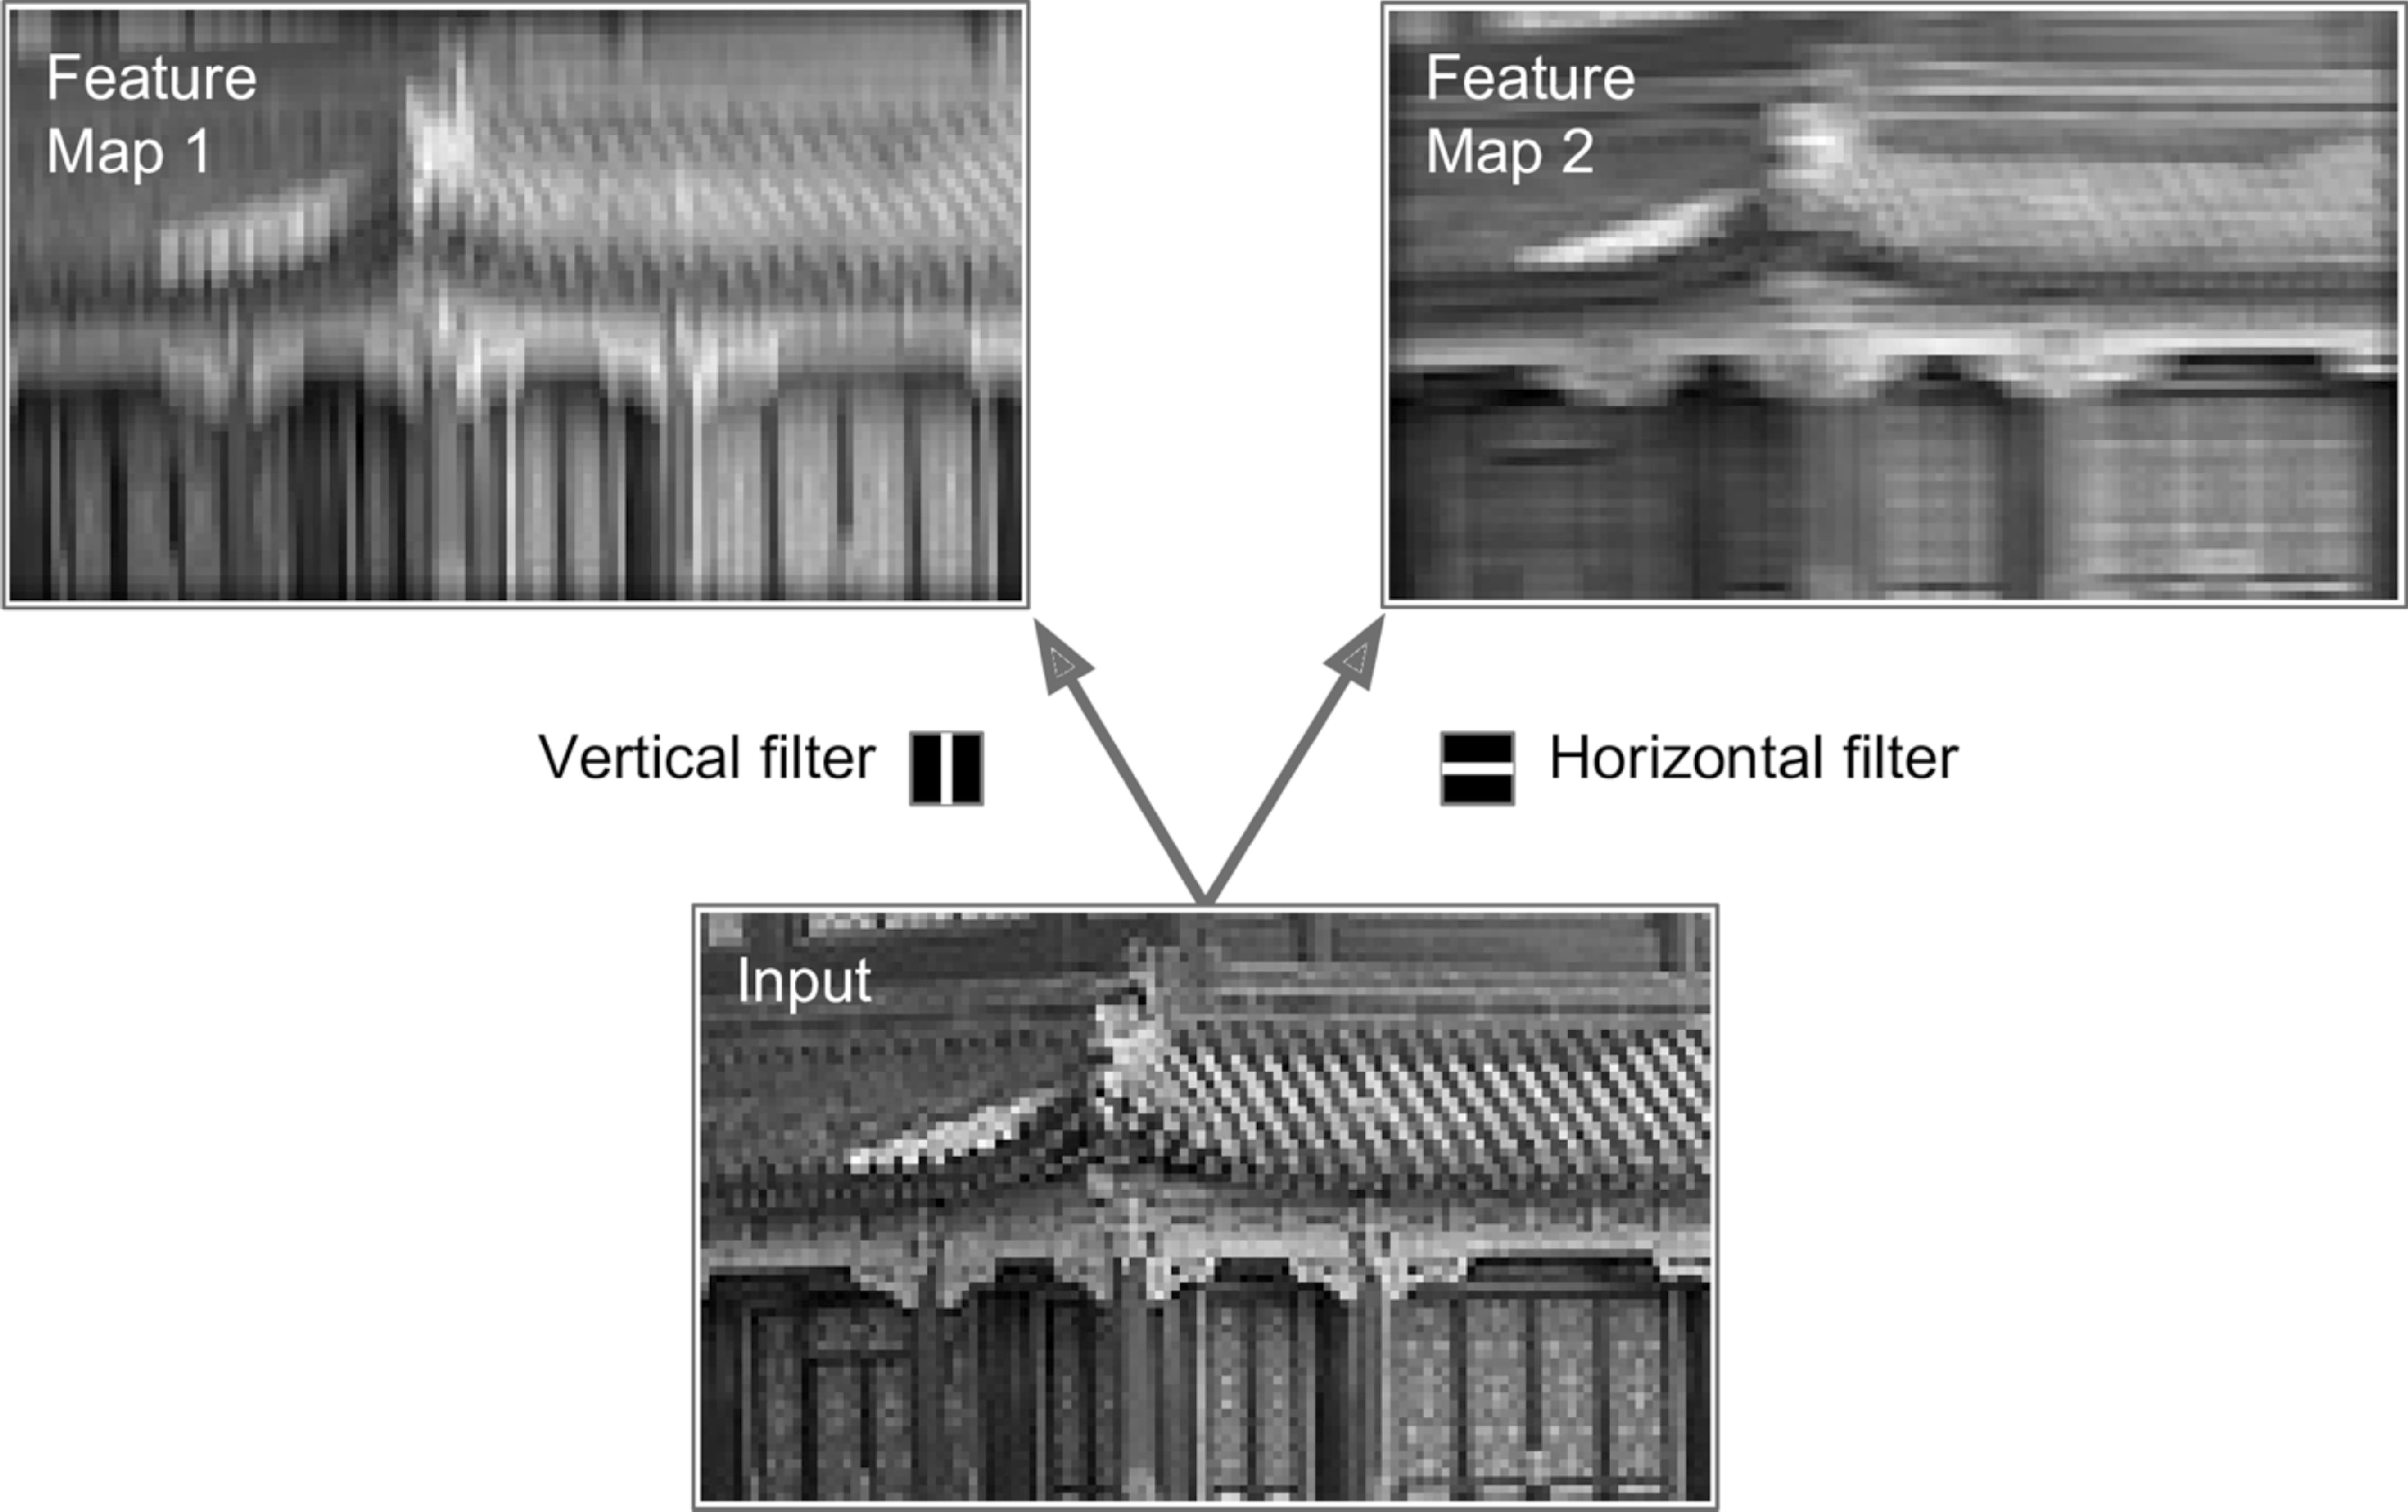 Feature
Map 1
Feature
Map 2
Vertical filter
Horizontal filter
Input